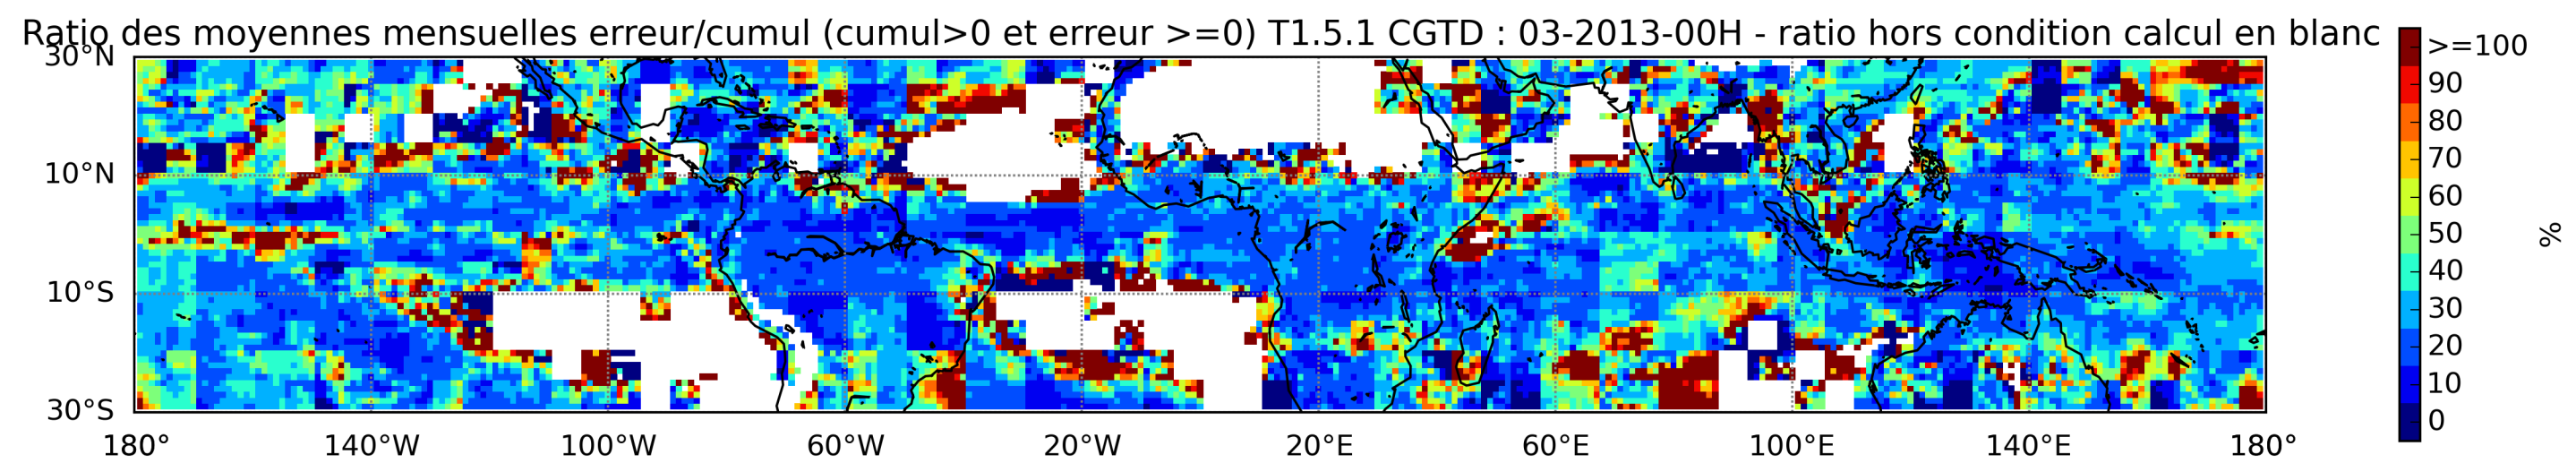 Ratio des moyennes mensuelles erreur/cumul (cumul>0 et erreur >=0) T1.5.1 CGTD : 03-2013-00H - ratio hors condition calcul en blanc
30°N
10°N
10°S
30°S
180°
140°W
100°W
60°W
20°W
20°E
60°E
100°E
140°E
180°
>=100
90
80
70
60
50
40
30
20
10
0
%